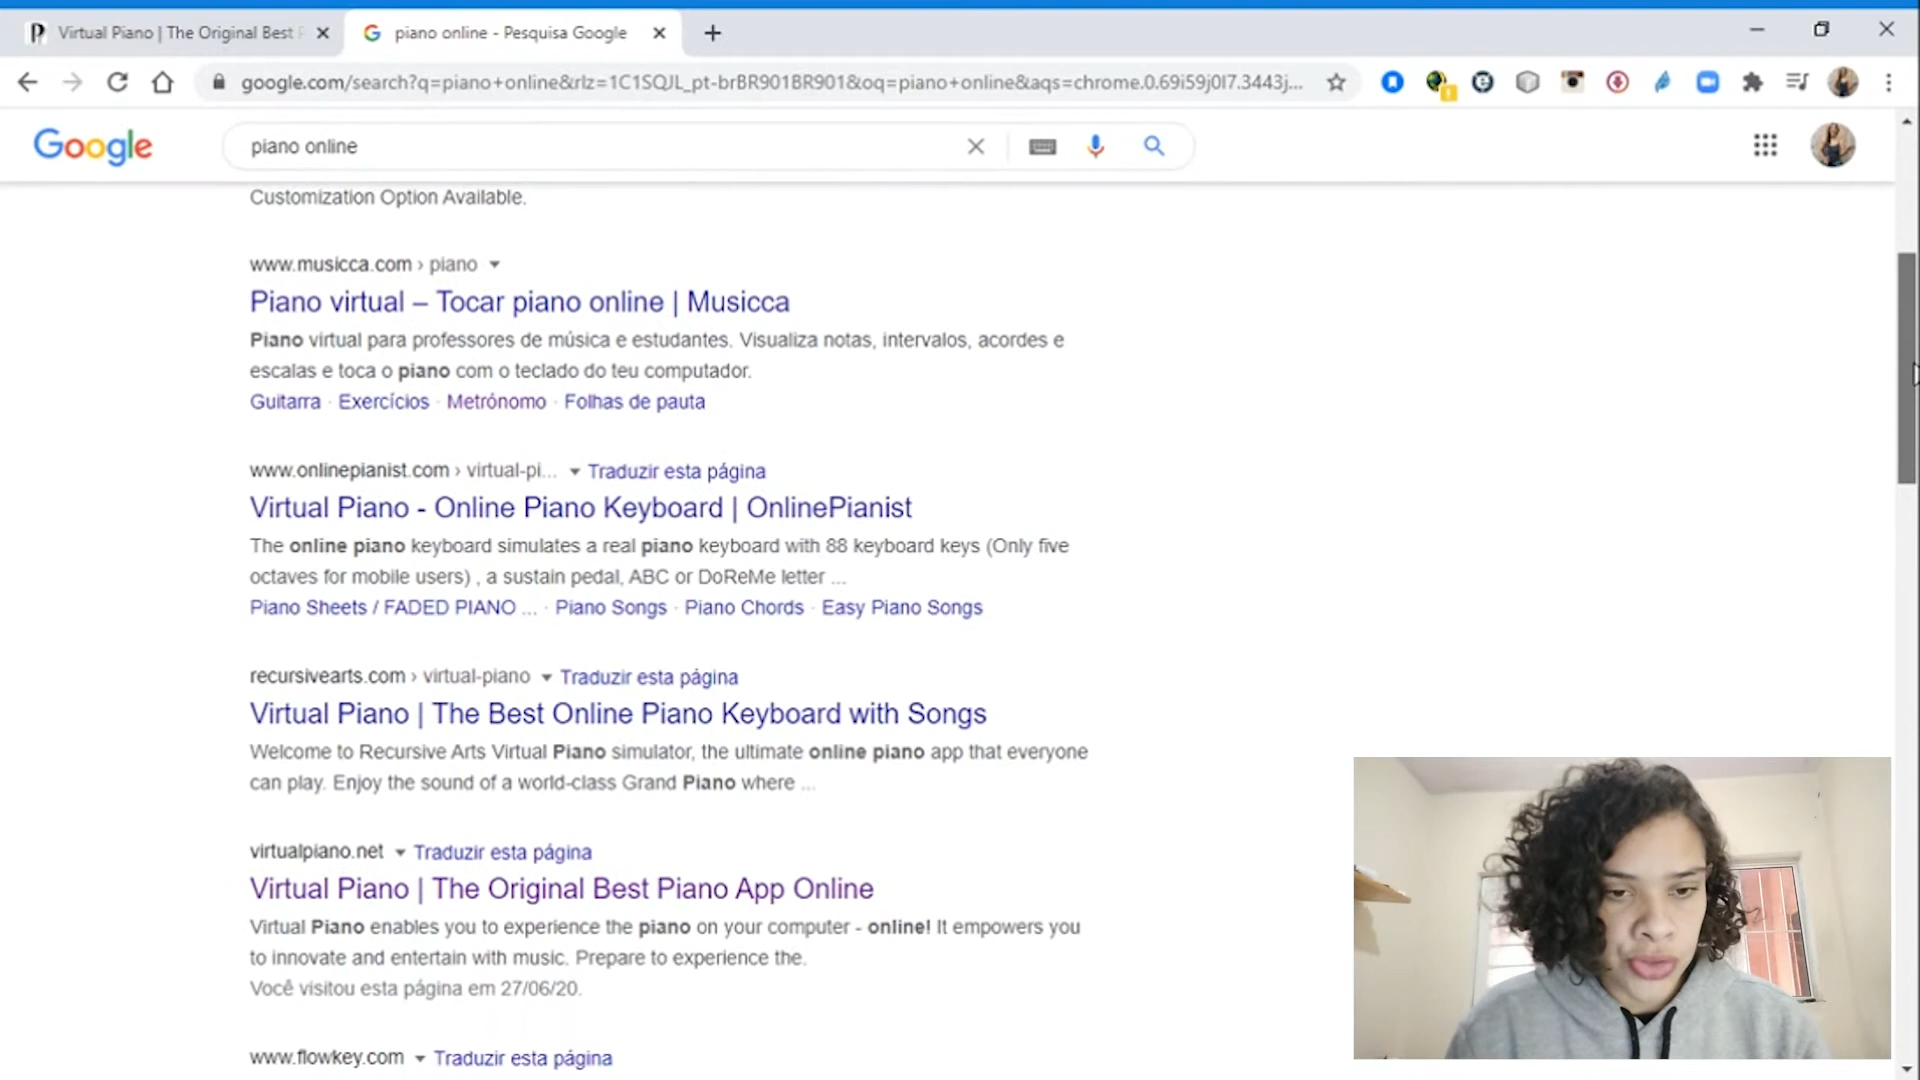 Virtual Piano | The Original Best P
piano online - Pesquisa Google
google.com/search?q=piano+online&rlz=1C1SQJL_pt-brBR901BR901&oq=piano+online&aqs=chrome.0.69i59j0l7.3443j...
Google
piano online
Customization Option Available.
www.musicca.com › piano
Piano virtual – Tocar piano online | Musicca
Piano virtual para professores de música e estudantes. Visualiza notas, intervalos, acordes e
escalas e toca o piano com o teclado do teu computador.
Guitarra · Exercícios · Metrónomo · Folhas de pauta
www.onlinepianist.com › virtual-pi... Traduzir esta página
Virtual Piano - Online Piano Keyboard | OnlinePianist
The online piano keyboard simulates a real piano keyboard with 88 keyboard keys (Only five
octaves for mobile users) , a sustain pedal, ABC or DoReMe letter ...
Piano Sheets / FADED PIANO ... · Piano Songs · Piano Chords · Easy Piano Songs
recursivearts.com › virtual-piano Traduzir esta página
Virtual Piano | The Best Online Piano Keyboard with Songs
Welcome to Recursive Arts Virtual Piano simulator, the ultimate online piano app that everyone
can play. Enjoy the sound of a world-class Grand Piano where ...
virtualpiano.net Traduzir esta página
Virtual Piano | The Original Best Piano App Online
Virtual Piano enables you to experience the piano on your computer - online! It empowers you
to innovate and entertain with music. Prepare to experience the.
Você visitou esta página em 27/06/20.
www.flowkey.com Traduzir esta página